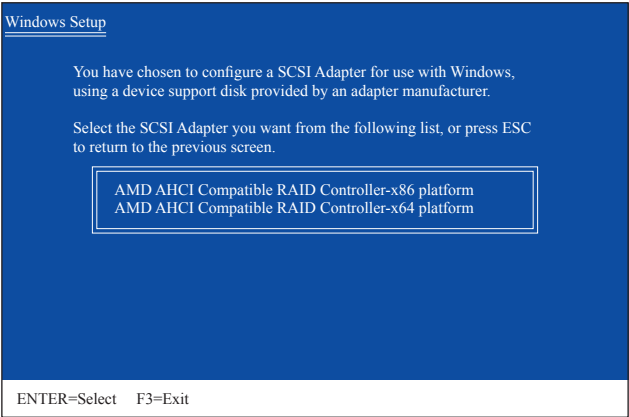 Windows Setup
You have chosen to configure a SCSI Adapter for use with Windows,
using a device support disk provided by an adapter manufacturer.
Select the SCSI Adapter you want from the following list, or press ESC
to return to the previous screen.
AMD AHCI Compatible RAID Controller-x86 platform
AMD AHCI Compatible RAID Controller-x64 platform
ENTER=Select F3=Exit